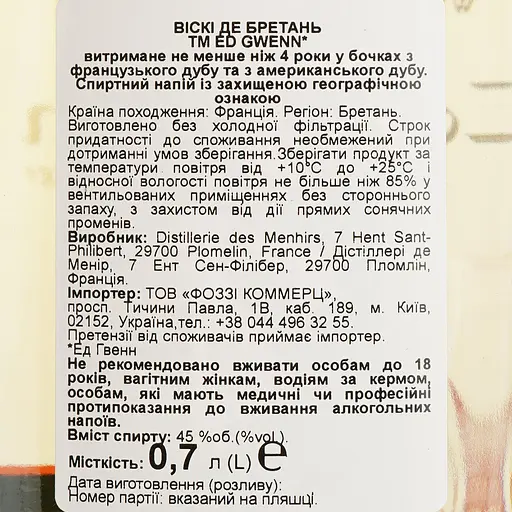 ВІСКІ ДЕ БРЕТАНЬ
ТМ ED GWENN*
витримане не менше ніж 4 роки у бочках з
французького дубу та з американського дубу.
Спиртний напій із захищеною географічною
ознакою
Країна походження: Франція. Регіон: Бретань.
Виготовлено без холодної фільтрації. Строк
придатності до споживання необмежений при
дотриманні умов зберігання.Зберігати продукт за
температури повітря від +10°С до +25°С і
відносної вологості повітря не більше ніж 85% у
вентильованих приміщеннях без стороннього
запаху, з захистом від дії прямих сонячних
променів.
Виробник: Distillerie des Menhirs, 7 Hent Sant-
Philibert, 29700 Plomelin, France / Дістіллері де
Менір, 7 Ент Сен-Філібер, 29700 Пломлін,
Франція.
Імпортер: ТОВ «ФОЗЗІ КОММЕРЦ»,
просп. Тичини Павла, 1В, каб. 189, м. Київ,
02152, Україна,тел.: +38 044 496 32 55.
Претензії від споживачів приймає імпортер.
*Ед Гвенн
Не рекомендовано вживати особам до 18
років, вагітним жінкам, водіям за кермом,
особам, які мають медичні чи професійні
протипоказання до вживання алкогольних
напоїв.
Вміст спирту: 45 %об.(%vol).
Місткість: 0,7 л (L) e
Дата виготовлення (розливу):
Номер партії: вказаний на пляшці.